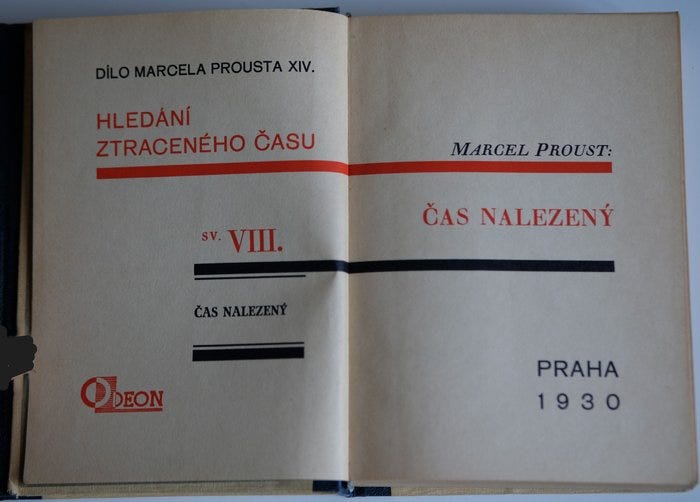 DÍLO MARCELA PROUSTA XIV.
HLEDÁNÍ
ZTRACENÉHO ČASU
SV. VIII.
ČAS NALEZENÝ
ODEON
MARCEL PROUST:
ČAS NALEZENÝ
PRAHA
1930